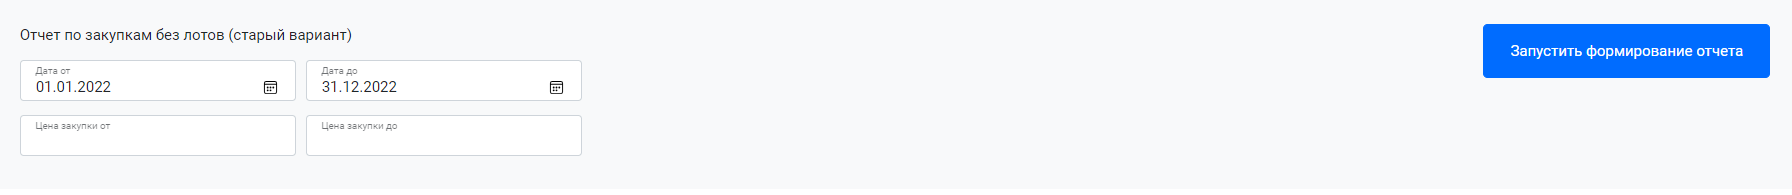 Отчет по закупкам без лотов (старый вариант)
Запустить формирование отчета
Дата от
01.01.2022
Дата до
31.12.2022
Цена закупки от
Цена закупки до